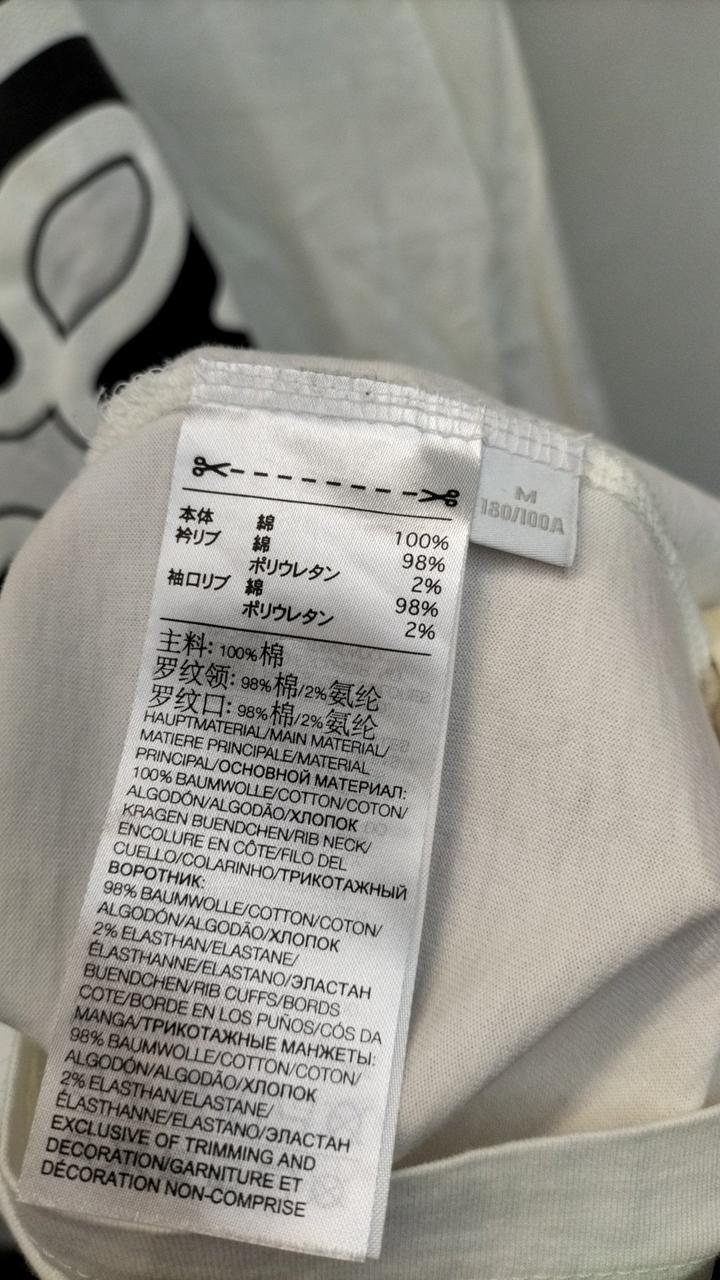 本体 綿 100%
衿リブ 綿 98%
ポリウレタン 2%
袖口リブ 綿 98%
ポリウレタン 2%
主料: 100%棉
罗纹领: 98%棉/2%氨纶
罗纹口: 98%棉/2%氨纶
HAUPTMATERIAL/MAIN MATERIAL/
MATIERE PRINCIPALE/MATERIAL
PRINCIPAL/ОСНОВНОЙ МАТЕРИАЛ:
100% BAUMWOLLE/COTTON/COTON/
ALGODÓN/ALGODÃO/ХЛОПОК
KRAGEN BUENDCHEN/RIB NECK/
ENCOLURE EN CÔTE/FILO DEL
CUELLO/COLARINHO/ТРИКОТАЖНЫЙ
ВОРОТНИК:
98% BAUMWOLLE/COTTON/COTON/
ALGODÓN/ALGODÃO/ХЛОПОК
2% ELASTHAN/ELASTANE/
ÉLASTHANNE/ELASTANO/ЭЛАСТАН
BUENDCHEN/RIB CUFFS/BORDS
COTE/BORDE EN LOS PUÑOS/CÓS DA
MANGA/ТРИКОТАЖНЫЕ МАНЖЕТЫ:
98% BAUMWOLLE/COTTON/COTON/
ALGODÓN/ALGODÃO/ХЛОПОК
2% ELASTHAN/ELASTANE/
ÉLASTHANNE/ELASTANO/ЭЛАСТАН
EXCLUSIVE OF TRIMMING AND
DECORATION/GARNITURE ET
DÉCORATION NON-COMPRISE
M
180/100A